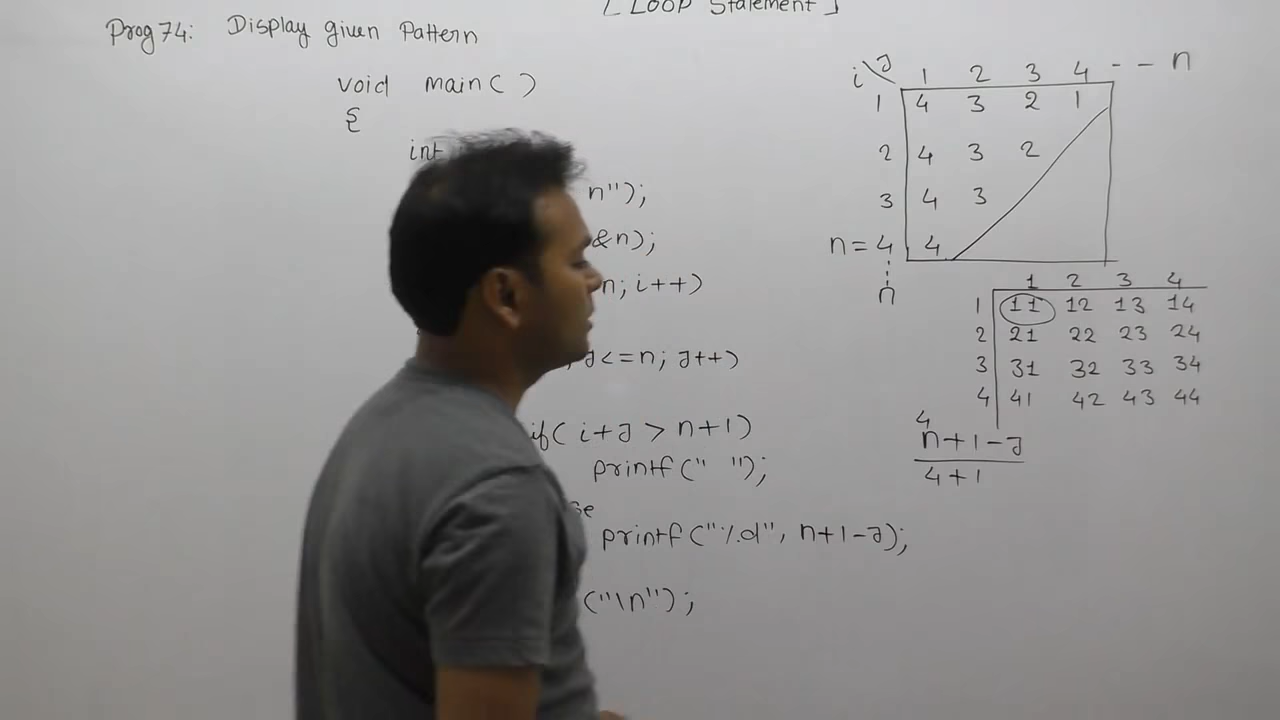 [ Loop Statement ]
Prog 74: Display given Pattern
void main( )
{
int
n");
&n);
n; i++)
J<=n; J++)
if( i+J > n+1)
printf(" ");
se
printf("%d", n+1-J);
("\n");
i J 1 2 3 4 - - n
1 4 3 2 1
2 4 3 2
3 4 3
n=4 4
n
1 2 3 4
1 11 12 13 14
2 21 22 23 24
3 31 32 33 34
4 41 42 43 44
4
n+1-J
4+1